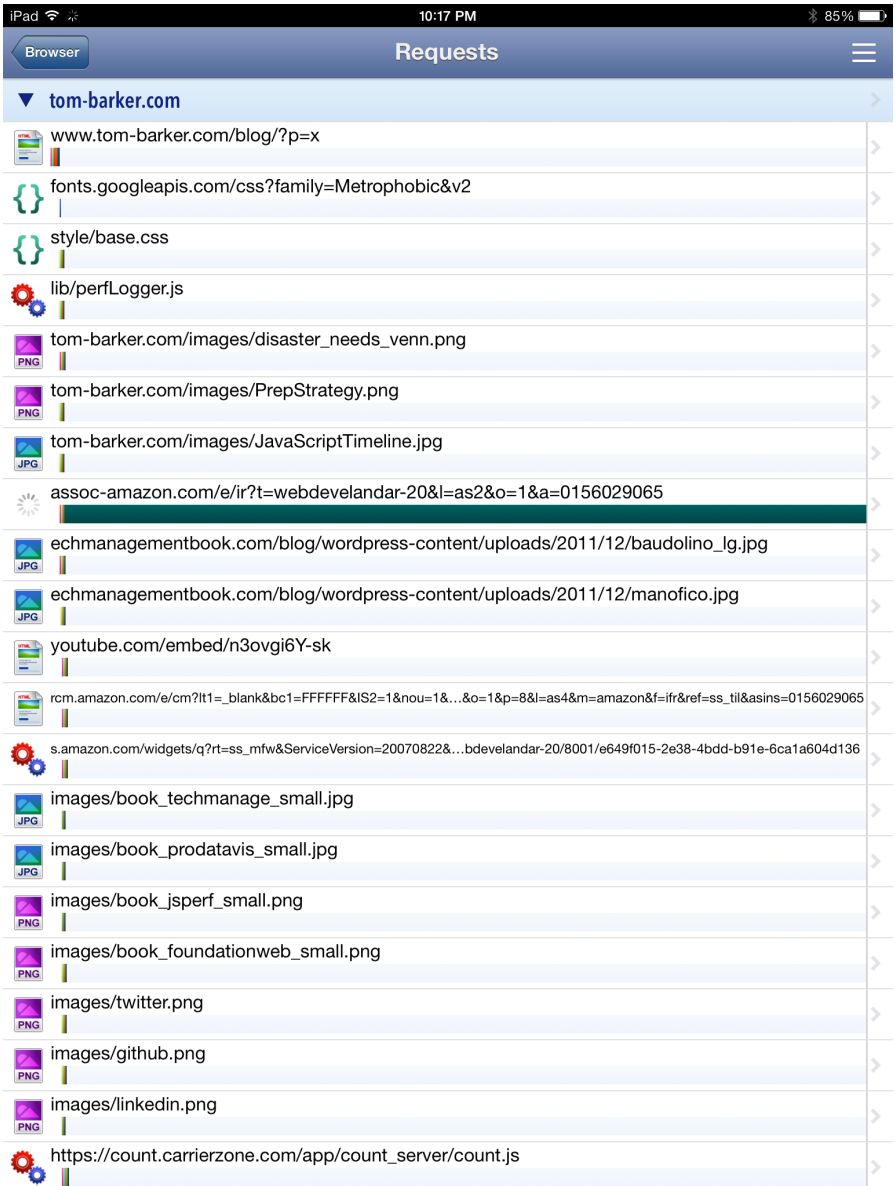 iPad 10:17 PM 85%
Browser Requests
tom-barker.com
www.tom-barker.com/blog/?p=x
fonts.googleapis.com/css?family=Metrophobic&v2
style/base.css
lib/perfLogger.js
tom-barker.com/images/disaster_needs_venn.png
PNG
tom-barker.com/images/PrepStrategy.png
PNG
tom-barker.com/images/JavaScriptTimeline.jpg
JPG
assoc-amazon.com/e/ir?t=webdevelandar-20&l=as2&o=1&a=0156029065
echmanagementbook.com/blog/wordpress-content/uploads/2011/12/baudolino_lg.jpg
JPG
echmanagementbook.com/blog/wordpress-content/uploads/2011/12/manofico.jpg
JPG
youtube.com/embed/n3ovgi6Y-sk
rcm.amazon.com/e/cm?lt1=_blank&bc1=FFFFFF&IS2=1&nou=1&...&o=1&p=8&l=as4&m=amazon&f=ifr&ref=ss_til&asins=0156029065
s.amazon.com/widgets/q?rt=ss_mfw&ServiceVersion=20070822&...bdevelandar-20/8001/e649f015-2e38-4bdd-b91e-6ca1a604d136
images/book_techmanage_small.jpg
JPG
images/book_prodatavis_small.jpg
JPG
images/book_jsperf_small.png
PNG
images/book_foundationweb_small.png
PNG
images/twitter.png
PNG
images/github.png
PNG
images/linkedin.png
PNG
https://count.carrierzone.com/app/count_server/count.js